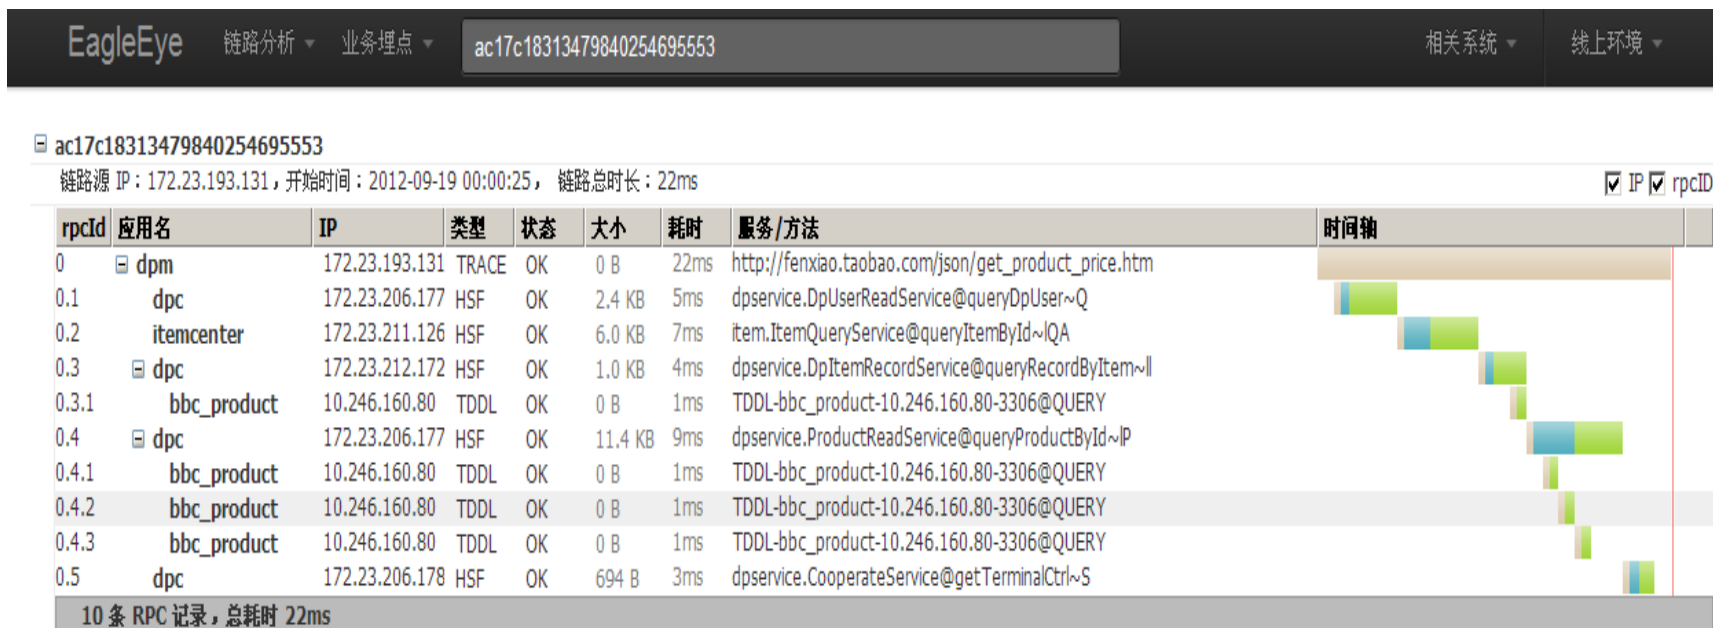 EagleEye 链路分析 业务埋点 ac17c18313479840254695553 相关系统 线上环境
ac17c18313479840254695553
链路源 IP：172.23.193.131，开始时间：2012-09-19 00:00:25， 链路总时长：22ms IP rpcID
rpcId 应用名 IP 类型 状态 大小 耗时 服务/方法 时间轴
0 dpm 172.23.193.131 TRACE OK 0 B 22ms http://fenxiao.taobao.com/json/get_product_price.htm
0.1 dpc 172.23.206.177 HSF OK 2.4 KB 5ms dpservice.DpUserReadService@queryDpUser~Q
0.2 itemcenter 172.23.211.126 HSF OK 6.0 KB 7ms item.ItemQueryService@queryItemById~lQA
0.3 dpc 172.23.212.172 HSF OK 1.0 KB 4ms dpservice.DpItemRecordService@queryRecordByItem~ll
0.3.1 bbc_product 10.246.160.80 TDDL OK 0 B 1ms TDDL-bbc_product-10.246.160.80-3306@QUERY
0.4 dpc 172.23.206.177 HSF OK 11.4 KB 9ms dpservice.ProductReadService@queryProductById~lP
0.4.1 bbc_product 10.246.160.80 TDDL OK 0 B 1ms TDDL-bbc_product-10.246.160.80-3306@QUERY
0.4.2 bbc_product 10.246.160.80 TDDL OK 0 B 1ms TDDL-bbc_product-10.246.160.80-3306@QUERY
0.4.3 bbc_product 10.246.160.80 TDDL OK 0 B 1ms TDDL-bbc_product-10.246.160.80-3306@QUERY
0.5 dpc 172.23.206.178 HSF OK 694 B 3ms dpservice.CooperateService@getTerminalCtrl~S
10 条 RPC 记录，总耗时 22ms